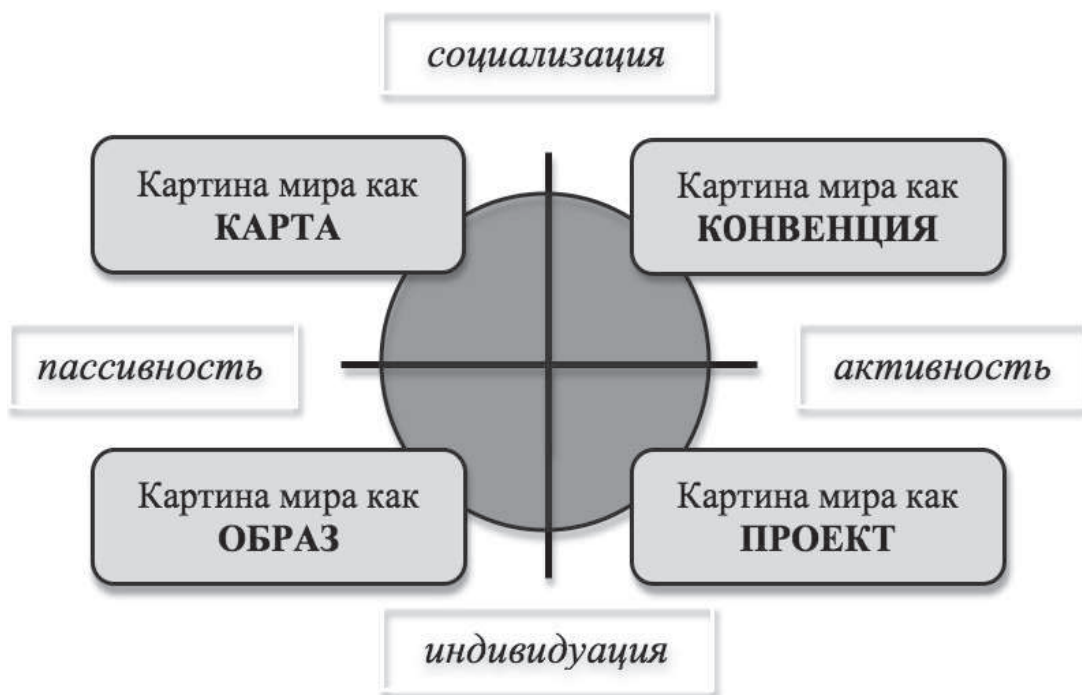 социализация
Картина мира как
КАРТА
Картина мира как
КОНВЕНЦИЯ
пассивность
активность
Картина мира как
ОБРАЗ
Картина мира как
ПРОЕКТ
индивидуация